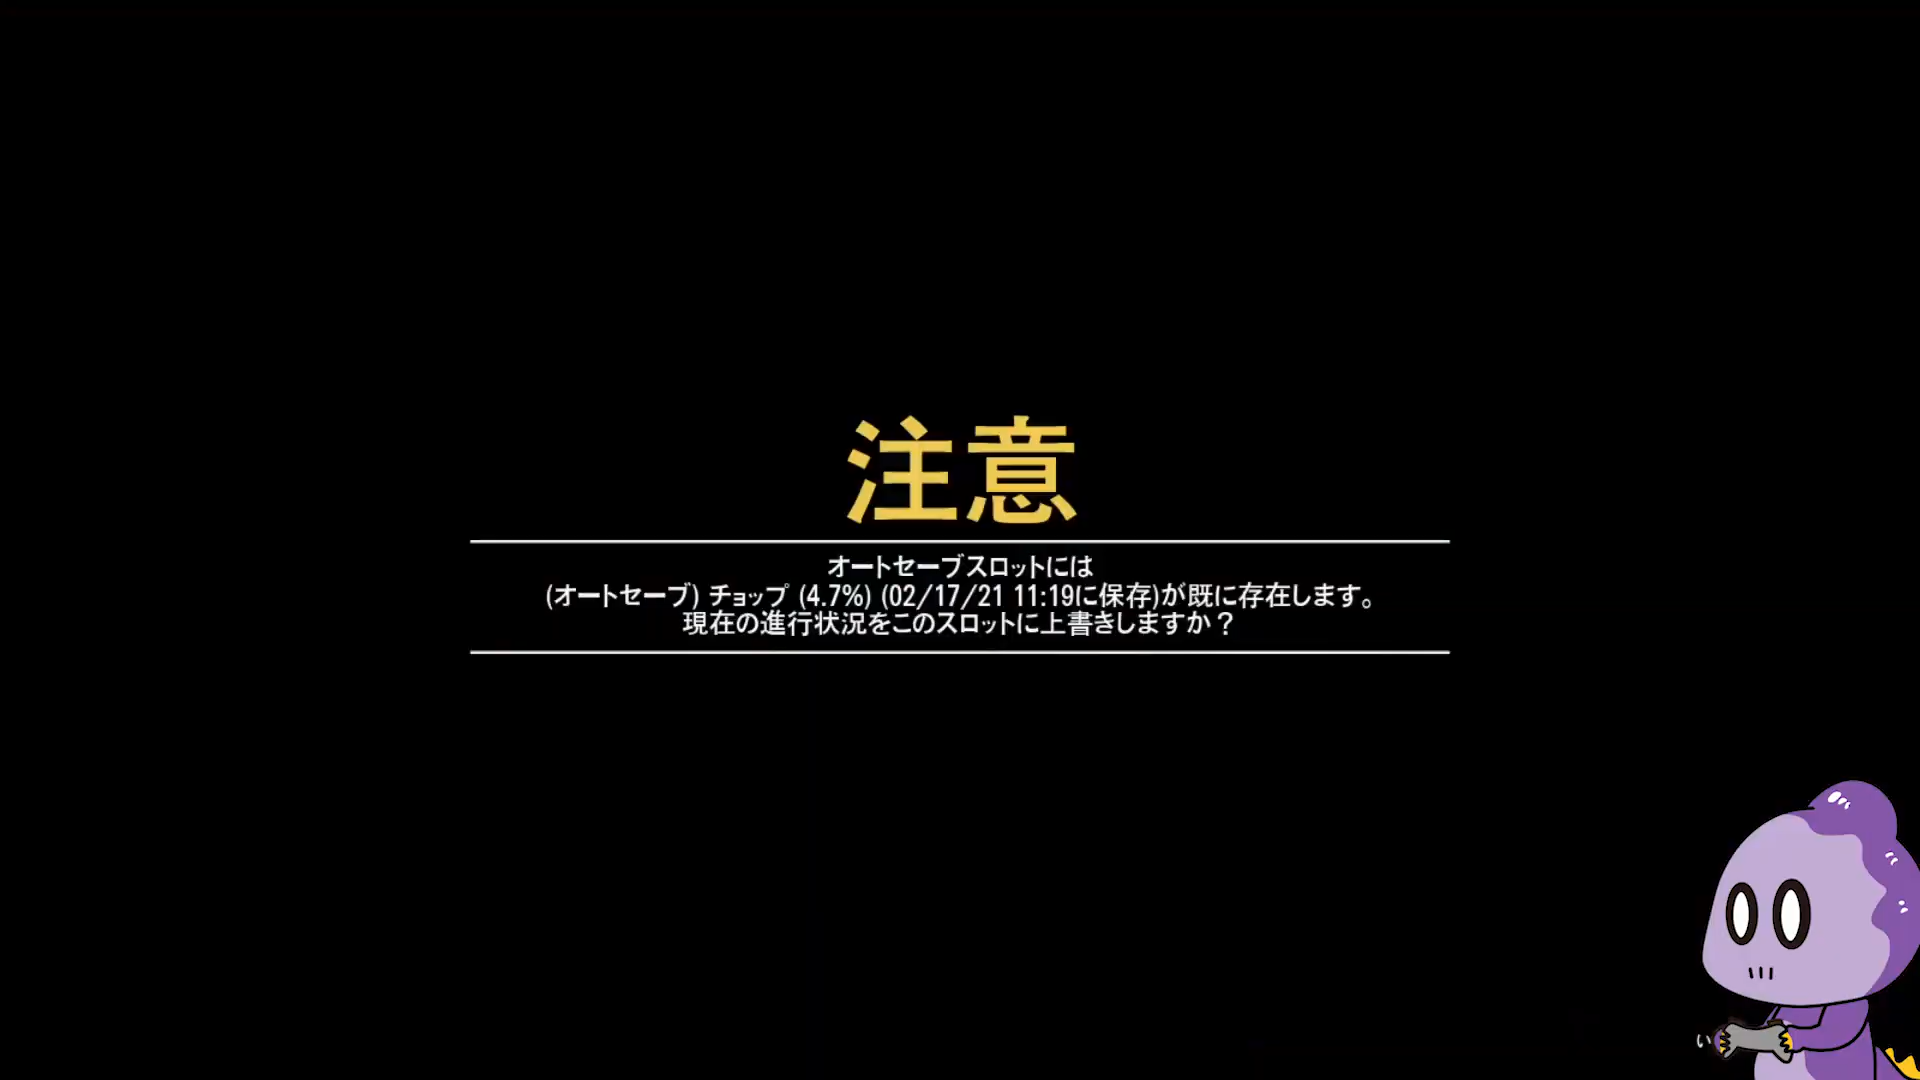 注意
オートセーブスロットには
(オートセーブ) チョップ (4.7%) (02/17/21 11:19に保存)が既に存在します。
現在の進行状況をこのスロットに上書きしますか？
い